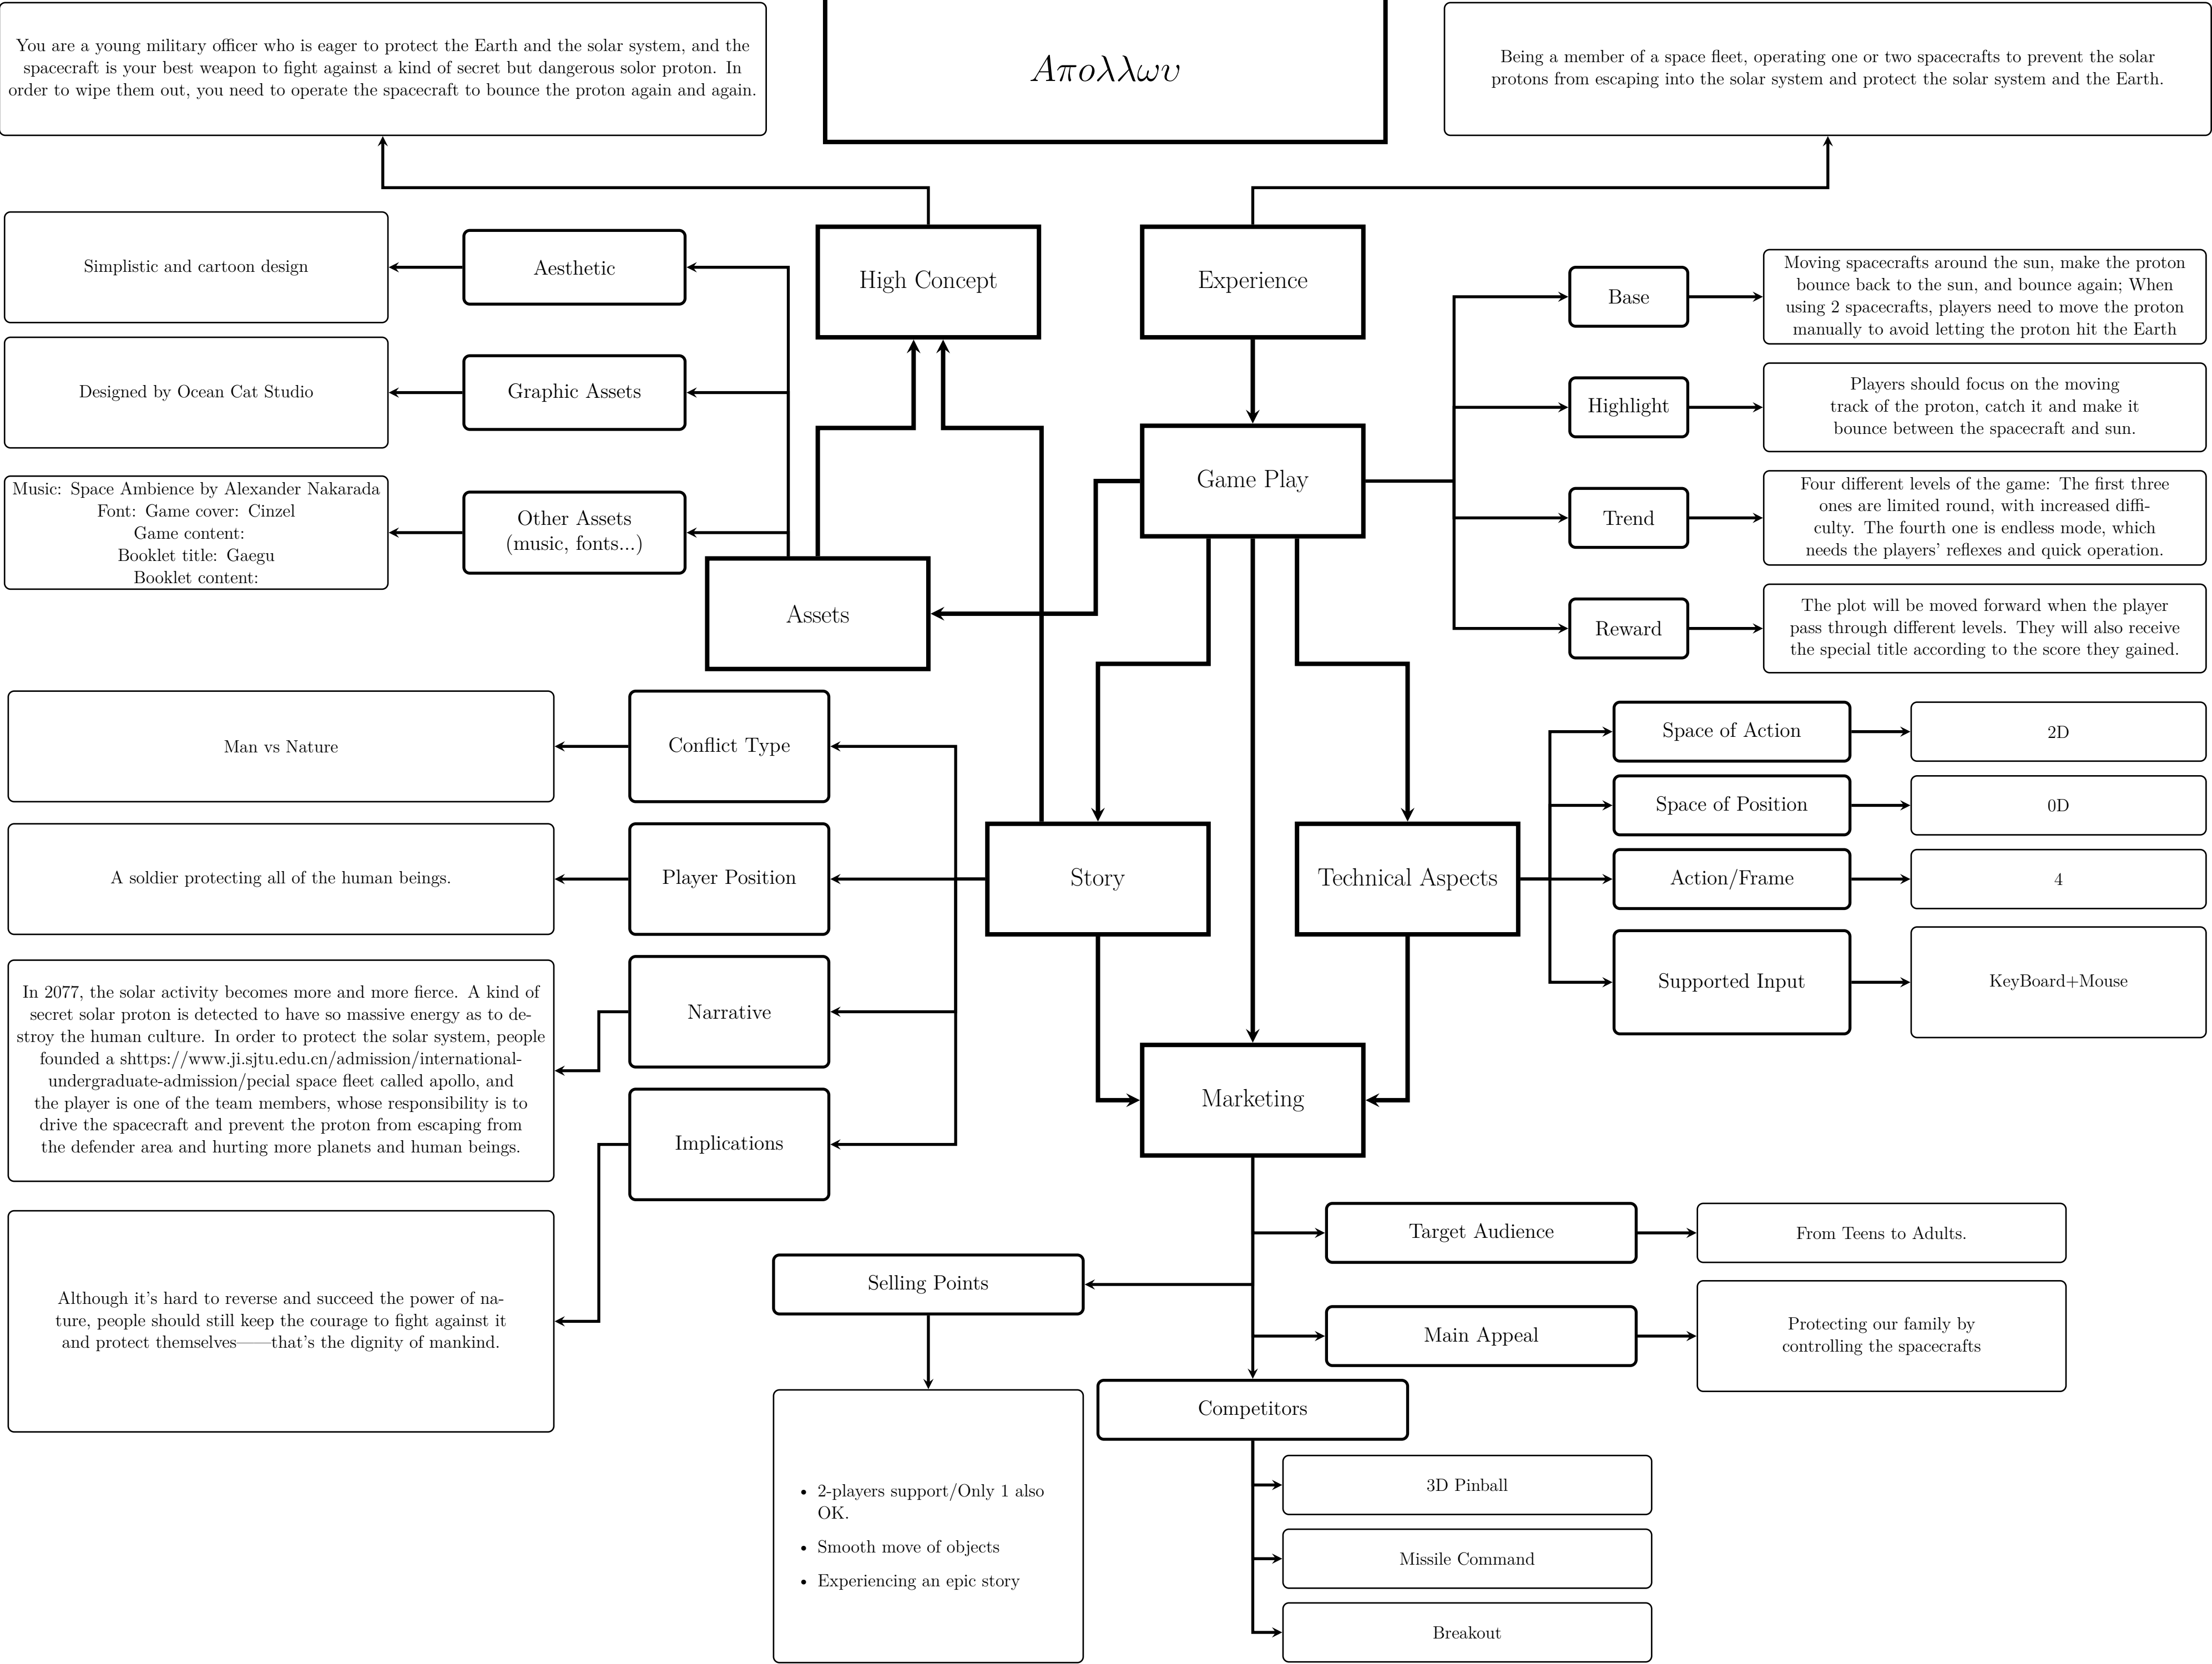 You are a young military officer who is eager to protect the Earth and the solar system, and the
spacecraft is your best weapon to fight against a kind of secret but dangerous solor proton. In
order to wipe them out, you need to operate the spacecraft to bounce the proton again and again.
Απολλωυ
Being a member of a space fleet, operating one or two spacecrafts to prevent the solar
protons from escaping into the solar system and protect the solar system and the Earth.
Simplistic and cartoon design
Aesthetic
High Concept
Experience
Base
Moving spacecrafts around the sun, make the proton
bounce back to the sun, and bounce again; When
using 2 spacecrafts, players need to move the proton
manually to avoid letting the proton hit the Earth
Designed by Ocean Cat Studio
Graphic Assets
Highlight
Players should focus on the moving
track of the proton, catch it and make it
bounce between the spacecraft and sun.
Game Play
Music: Space Ambience by Alexander Nakarada
Font: Game cover: Cinzel
Game content:
Booklet title: Gaegu
Booklet content:
Other Assets
(music, fonts...)
Trend
Four different levels of the game: The first three
ones are limited round, with increased diffi-
culty. The fourth one is endless mode, which
needs the players' reflexes and quick operation.
Assets
Reward
The plot will be moved forward when the player
pass through different levels. They will also receive
the special title according to the score they gained.
Man vs Nature
Conflict Type
Space of Action
2D
Space of Position
0D
A soldier protecting all of the human beings.
Player Position
Story
Technical Aspects
Action/Frame
4
In 2077, the solar activity becomes more and more fierce. A kind of
secret solar proton is detected to have so massive energy as to de-
stroy the human culture. In order to protect the solar system, people
founded a shttps://www.ji.sjtu.edu.cn/admission/international-
undergraduate-admission/pecial space fleet called apollo, and
the player is one of the team members, whose responsibility is to
drive the spacecraft and prevent the proton from escaping from
the defender area and hurting more planets and human beings.
Narrative
Supported Input
KeyBoard+Mouse
Marketing
Implications
Although it's hard to reverse and succeed the power of na-
ture, people should still keep the courage to fight against it
and protect themselves——that's the dignity of mankind.
Target Audience
From Teens to Adults.
Selling Points
Main Appeal
Protecting our family by
controlling the spacecrafts
Competitors
• 2-players support/Only 1 also
OK.
• Smooth move of objects
• Experiencing an epic story
3D Pinball
Missile Command
Breakout